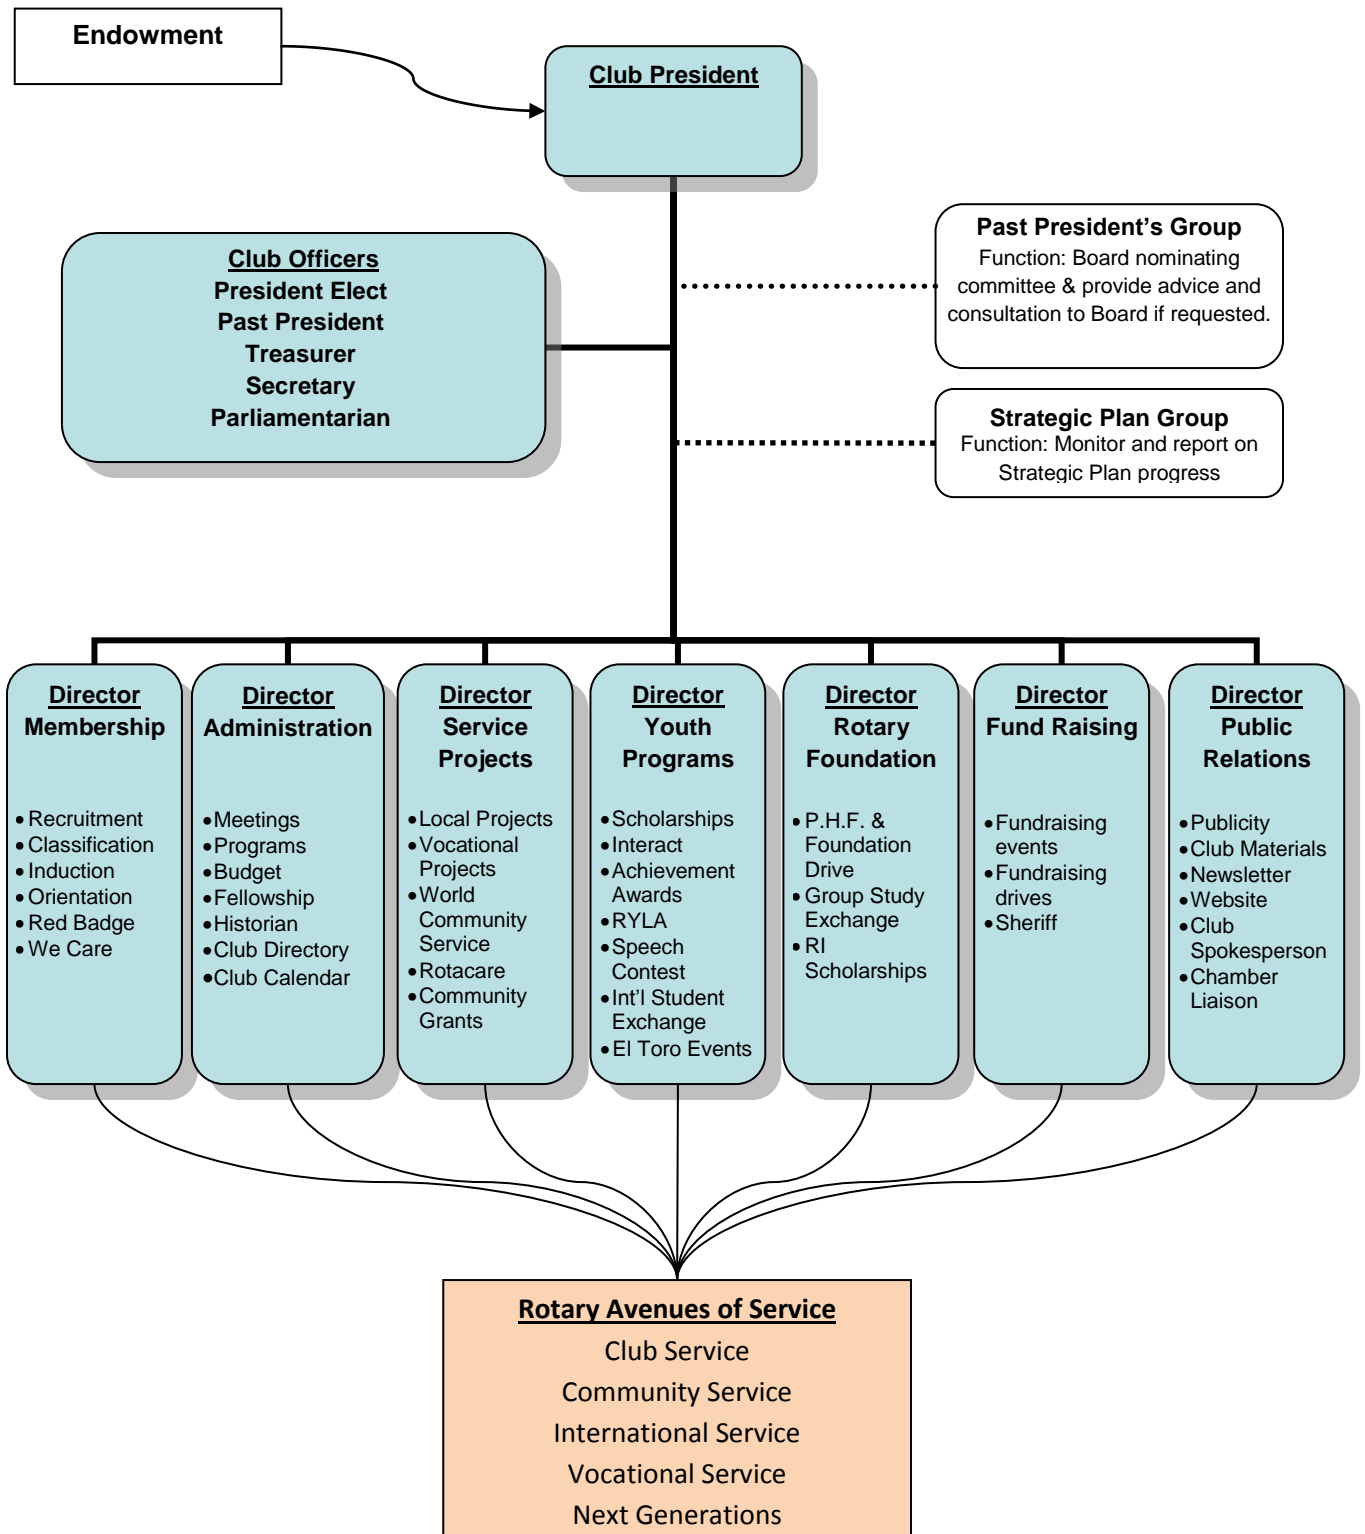 Endowment
Club President
Past President’s Group
Function: Board nominating
committee & provide advice and
consultation to Board if requested.
Club Officers
President Elect
Past President
Treasurer
Secretary
Parliamentarian
Strategic Plan Group
Function: Monitor and report on
Strategic Plan progress
Director
Membership
•Recruitment
•Classification
•Induction
•Orientation
•Red Badge
•We Care
Director
Administration
•Meetings
•Programs
•Budget
•Fellowship
•Historian
•Club Directory
•Club Calendar
Director
Service
Projects
•Local Projects
•Vocational
Projects
•World
Community
Service
•Rotacare
•Community
Grants
Director
Youth
Programs
•Scholarships
•Interact
•Achievement
Awards
•RYLA
•Speech
Contest
•Int’l Student
Exchange
•El Toro Events
Director
Rotary
Foundation
•P.H.F. &
Foundation
Drive
•Group Study
Exchange
•RI
Scholarships
Director
Fund Raising
•Fundraising
events
•Fundraising
drives
•Sheriff
Director
Public
Relations
•Publicity
•Club Materials
•Newsletter
•Website
•Club
Spokesperson
•Chamber
Liaison
Rotary Avenues of Service
Club Service
Community Service
International Service
Vocational Service
Next Generations